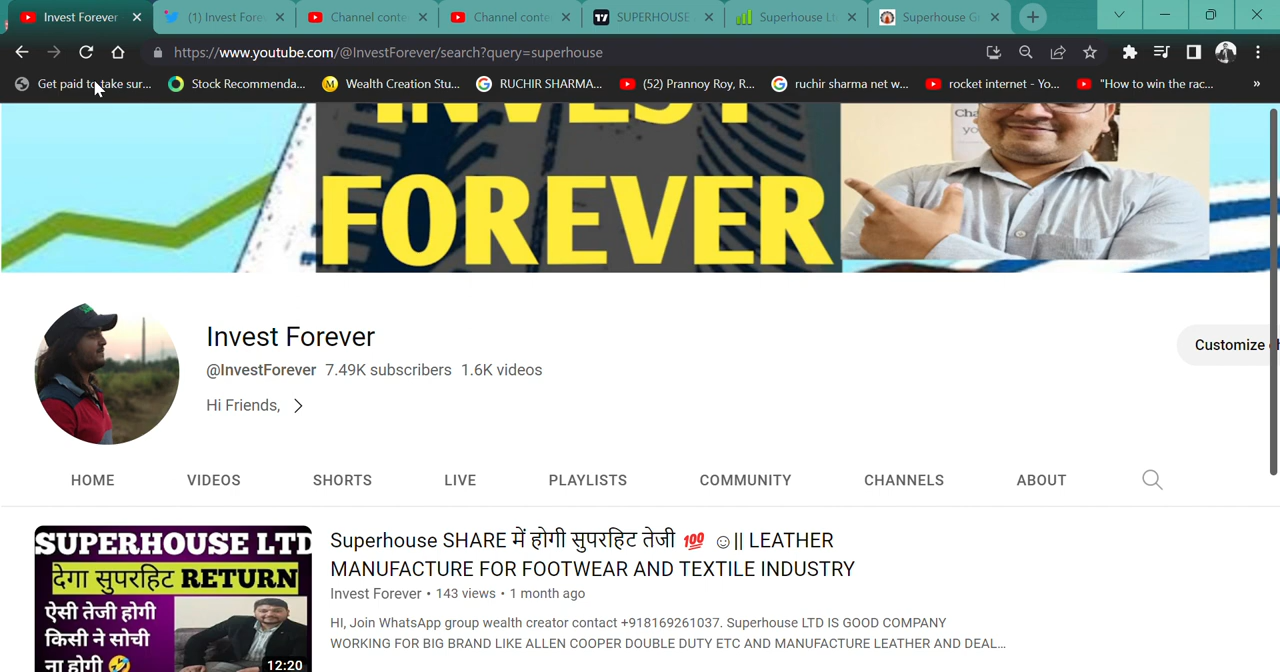 Invest Forever
(1) Invest Fore
Channel conte
Channel conte
SUPERHOUSE
Superhouse Lt
Superhouse G
https://www.youtube.com/@InvestForever/search?query=superhouse
Get paid to take sur...
Stock Recommenda...
Wealth Creation Stu...
RUCHIR SHARMA...
(52) Prannoy Roy, R...
ruchir sharma net w...
rocket internet - Yo...
"How to win the rac...
»
INVEST
FOREVER
Cha
yo
Invest Forever
@InvestForever 7.49K subscribers 1.6K videos
Hi Friends,
Customize ch
HOME VIDEOS SHORTS LIVE PLAYLISTS COMMUNITY CHANNELS ABOUT
SUPERHOUSE LTD
देगा सुपरहिट RETURN
ऐसी तेजी होगी
किसी ने सोची
ना होगी 🤣
12:20
Superhouse SHARE में होगी सुपरहिट तेजी 💯 ☺|| LEATHER
MANUFACTURE FOR FOOTWEAR AND TEXTILE INDUSTRY
Invest Forever • 143 views • 1 month ago
HI, Join WhatsApp group wealth creator contact +918169261037. Superhouse LTD IS GOOD COMPANY
WORKING FOR BIG BRAND LIKE ALLEN COOPER DOUBLE DUTY ETC AND MANUFACTURE LEATHER AND DEAL...